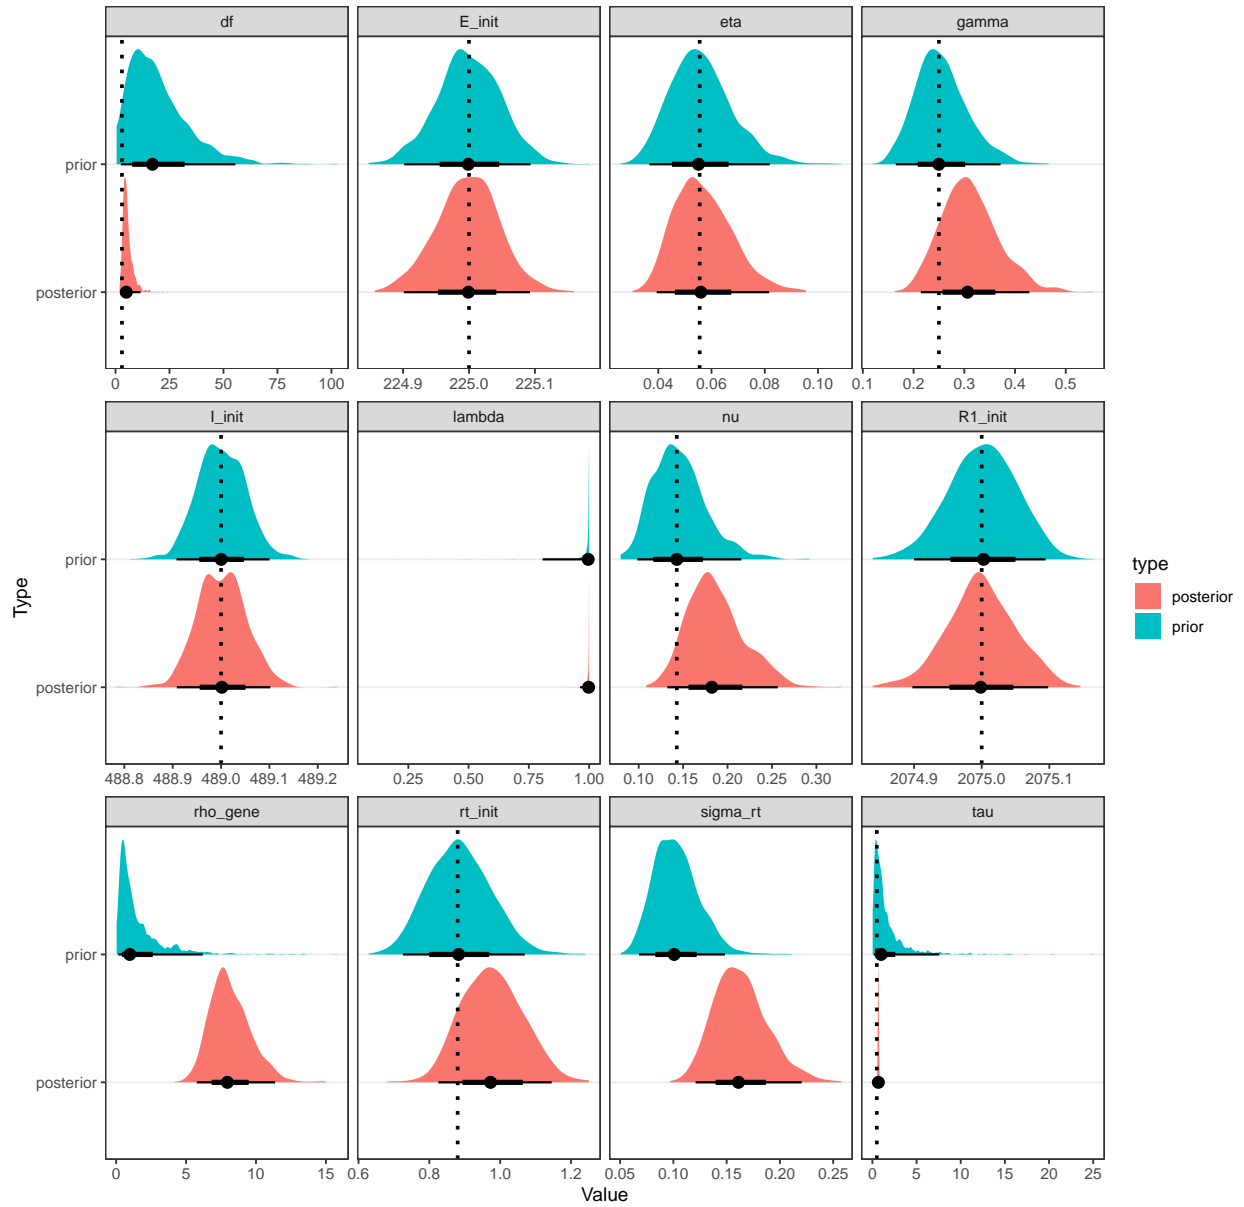 df E_init eta gamma
prior
posterior
0 25 50 75 100 224.9 225.0 225.1 0.04 0.06 0.08 0.10 0.1 0.2 0.3 0.4 0.5
I_init lambda nu R1_init
prior
posterior
488.8 488.9 489.0 489.1 489.2 0.25 0.50 0.75 1.00 0.10 0.15 0.20 0.25 0.30 2074.9 2075.0 2075.1
rho_gene rt_init sigma_rt tau
prior
posterior
0 5 10 15 0.6 0.8 1.0 1.2 0.05 0.10 0.15 0.20 0.25 0 5 10 15 20 25
Value
Type
type
posterior
prior